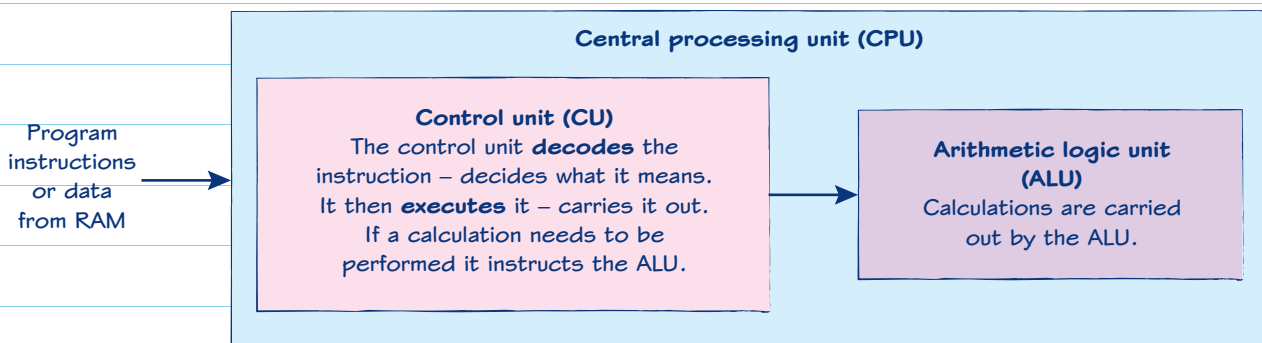 Central processing unit (CPU)
Program
instructions
or data
from RAM
Control unit (CU)
The control unit decodes the
instruction – decides what it means.
It then executes it – carries it out.
If a calculation needs to be
performed it instructs the ALU.
Arithmetic logic unit
(ALU)
Calculations are carried
out by the ALU.